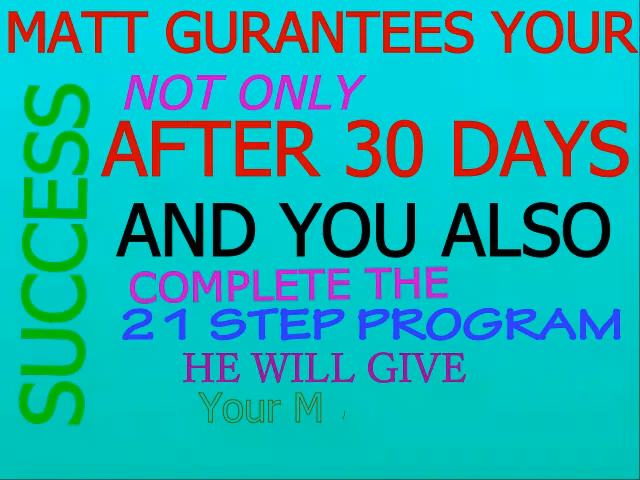 MATT GURANTEES YOUR
SUCCESS
NOT ONLY
AFTER 30 DAYS
AND YOU ALSO
COMPLETE THE
21 STEP PROGRAM
HE WILL GIVE
Your M